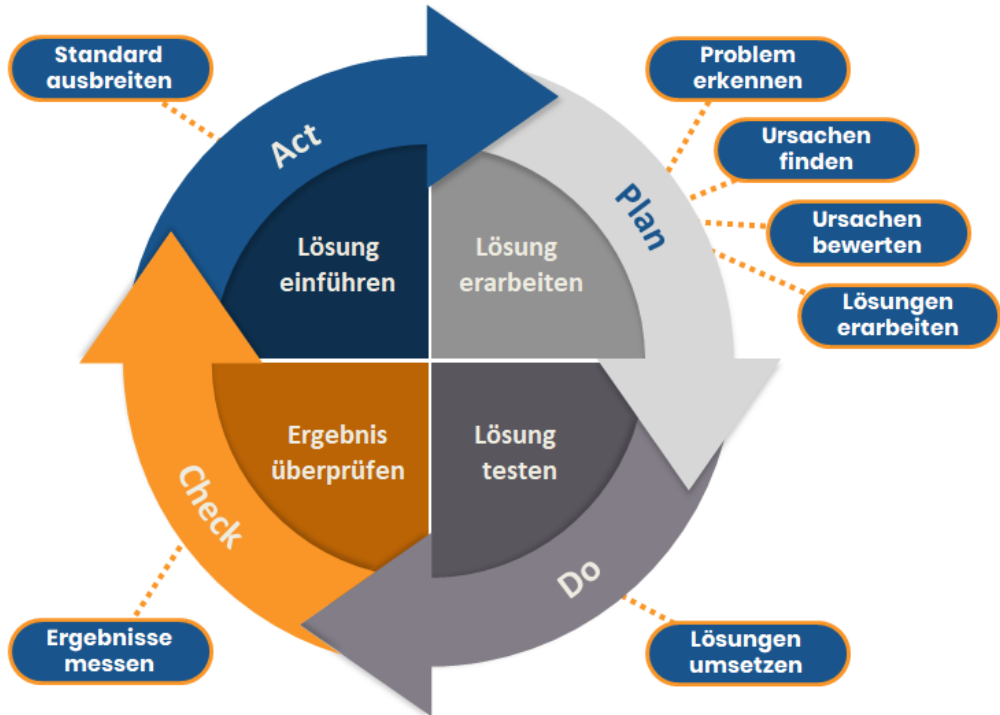 Standard
ausbreiten
Problem
erkennen
Ursachen
finden
Ursachen
bewerten
Lösungen
erarbeiten
Act
Plan
Lösung
einführen
Lösung
erarbeiten
Ergebnis
überprüfen
Lösung
testen
Check
Do
Ergebnisse
messen
Lösungen
umsetzen